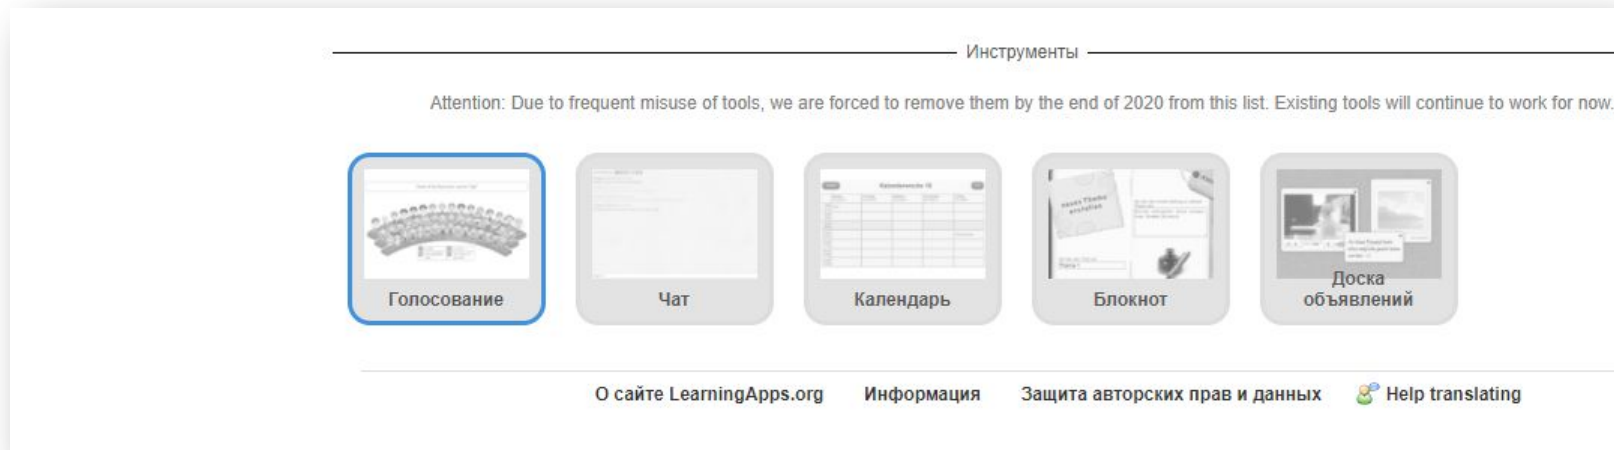 Инструменты
Attention: Due to frequent misuse of tools, we are forced to remove them by the end of 2020 from this list. Existing tools will continue to work for now.
Голосование
Чат
Календарь
Блокнот
Доска
объявлений
О сайте LearningApps.org Информация Защита авторских прав и данных Help translating